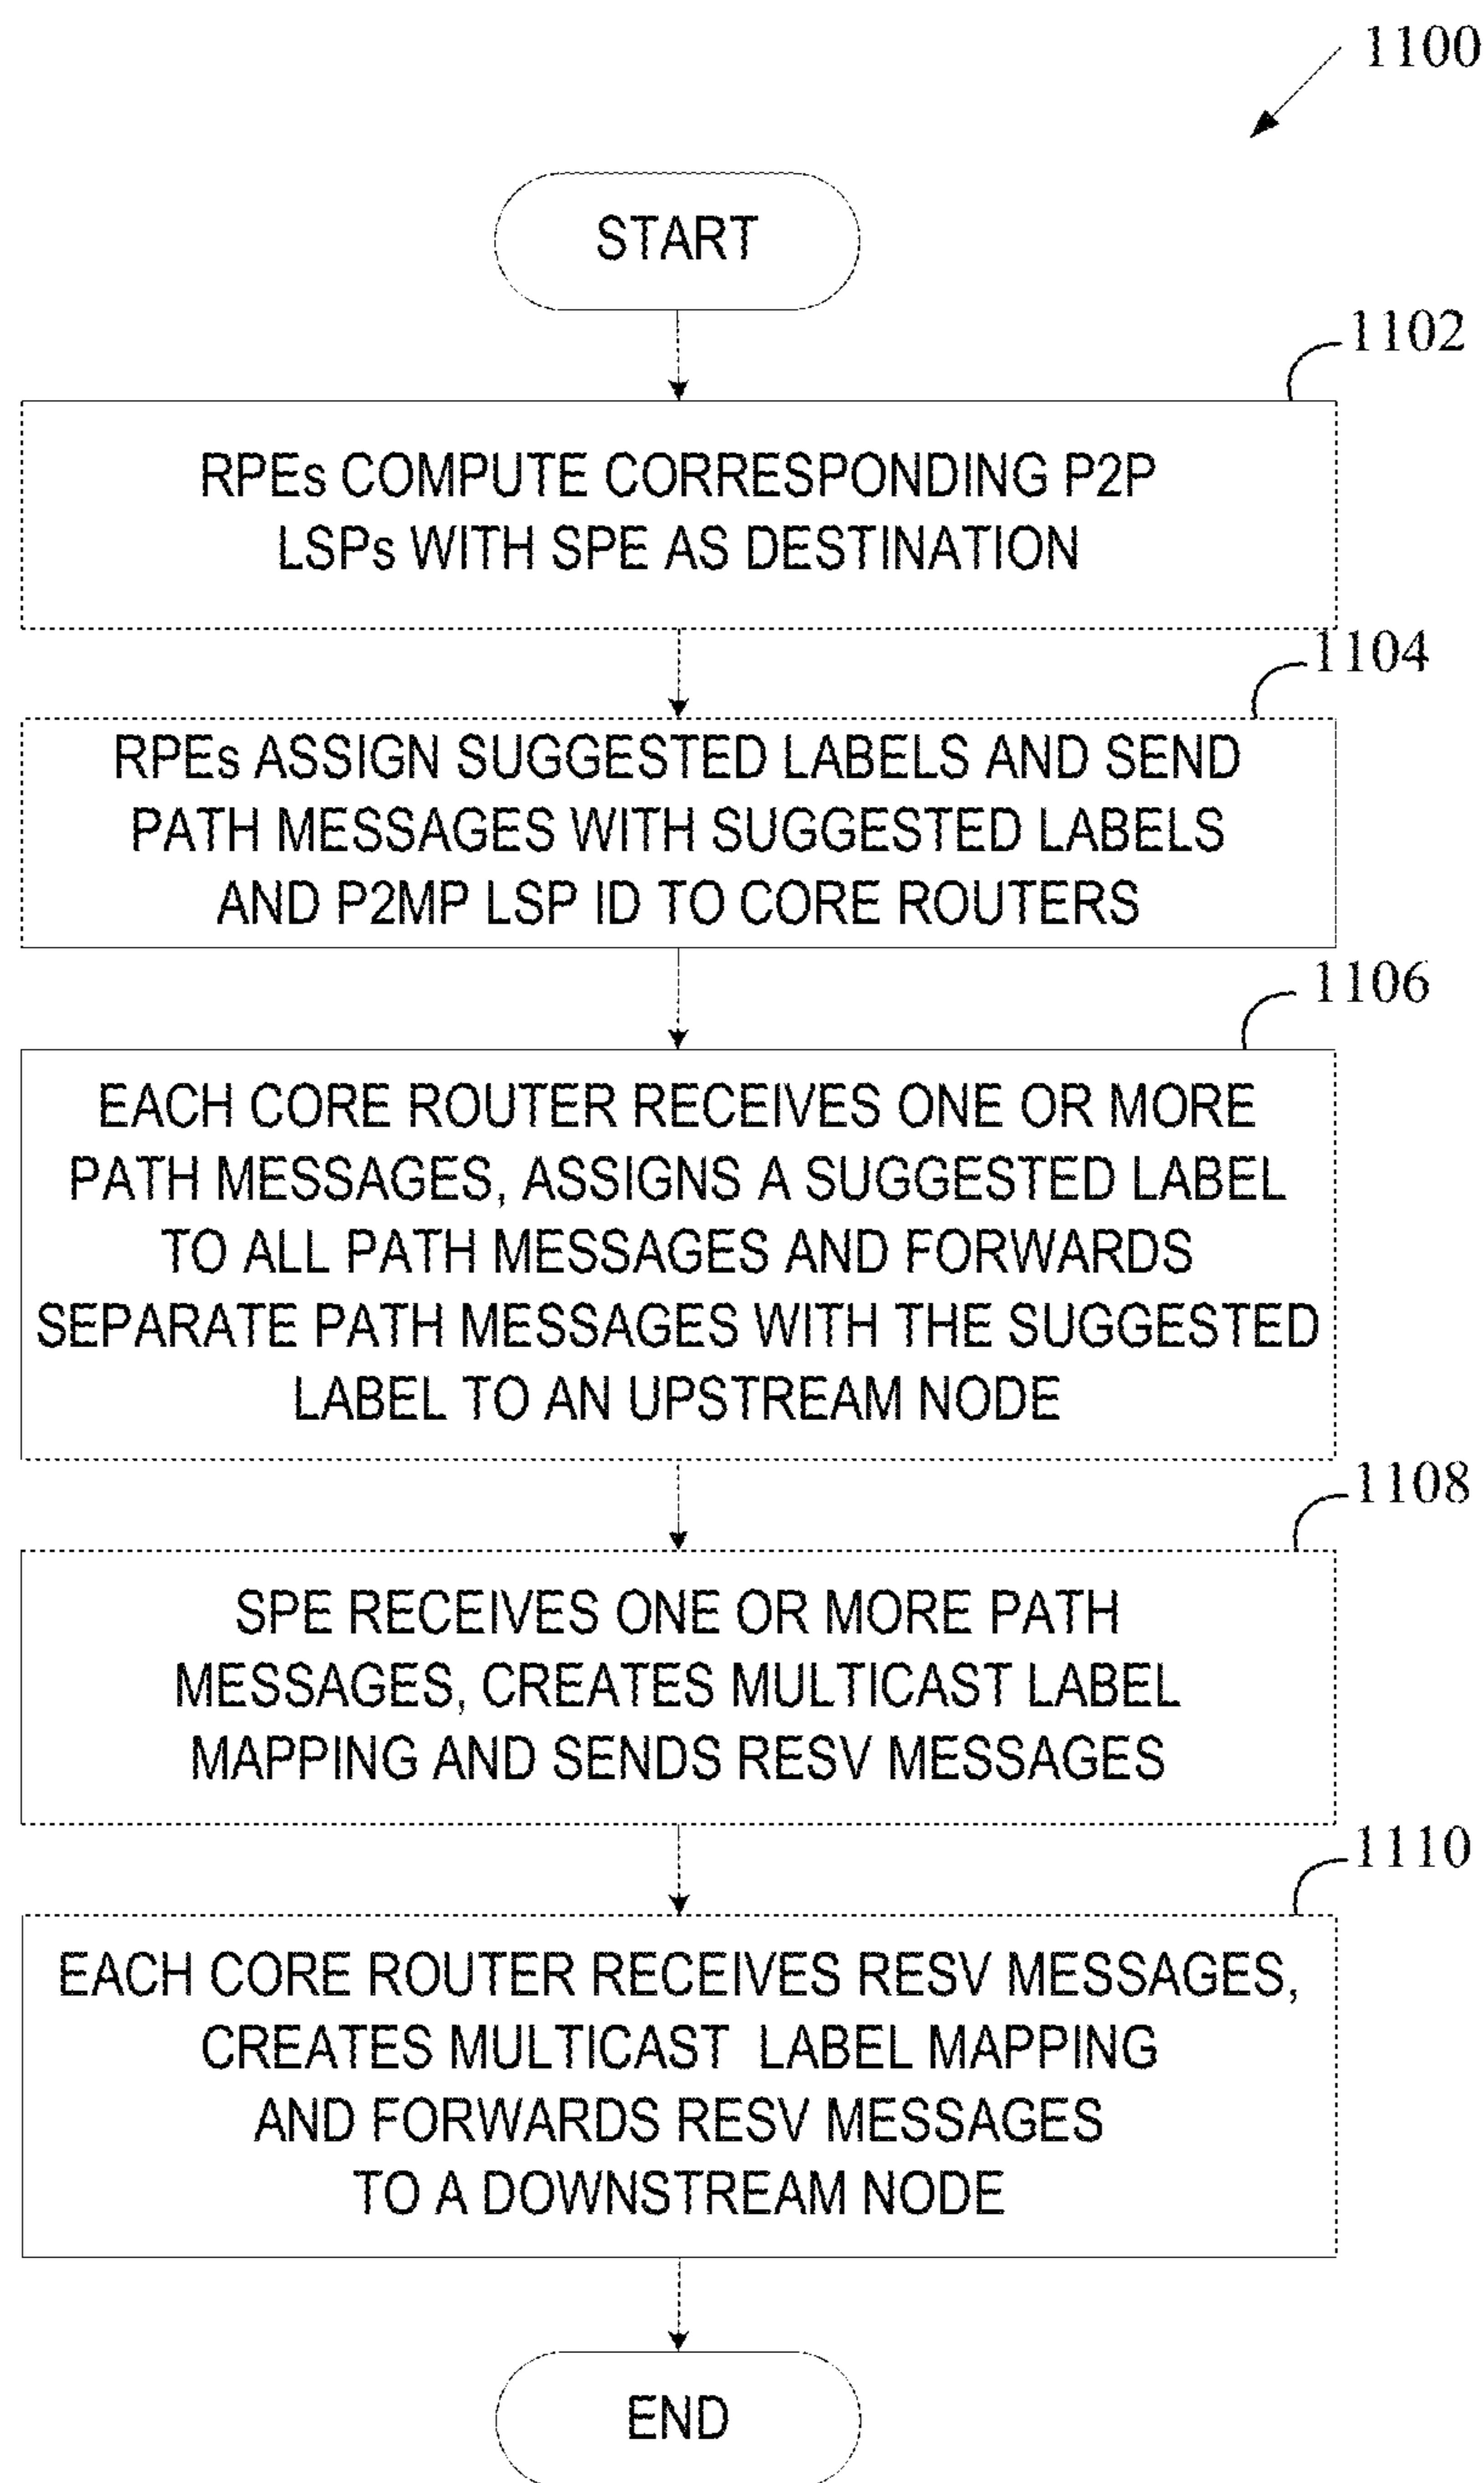 1100
START
1102
RPEs COMPUTE CORRESPONDING P2P
LSPs WITH SPE AS DESTINATION
1104
RPEs ASSIGN SUGGESTED LABELS AND SEND
PATH MESSAGES WITH SUGGESTED LABELS
AND P2MP LSP ID TO CORE ROUTERS
1106
EACH CORE ROUTER RECEIVES ONE OR MORE
PATH MESSAGES, ASSIGNS A SUGGESTED LABEL
TO ALL PATH MESSAGES AND FORWARDS
SEPARATE PATH MESSAGES WITH THE SUGGESTED
LABEL TO AN UPSTREAM NODE
1108
SPE RECEIVES ONE OR MORE PATH
MESSAGES, CREATES MULTICAST LABEL
MAPPING AND SENDS RESV MESSAGES
1110
EACH CORE ROUTER RECEIVES RESV MESSAGES,
CREATES MULTICAST LABEL MAPPING
AND FORWARDS RESV MESSAGES
TO A DOWNSTREAM NODE
END